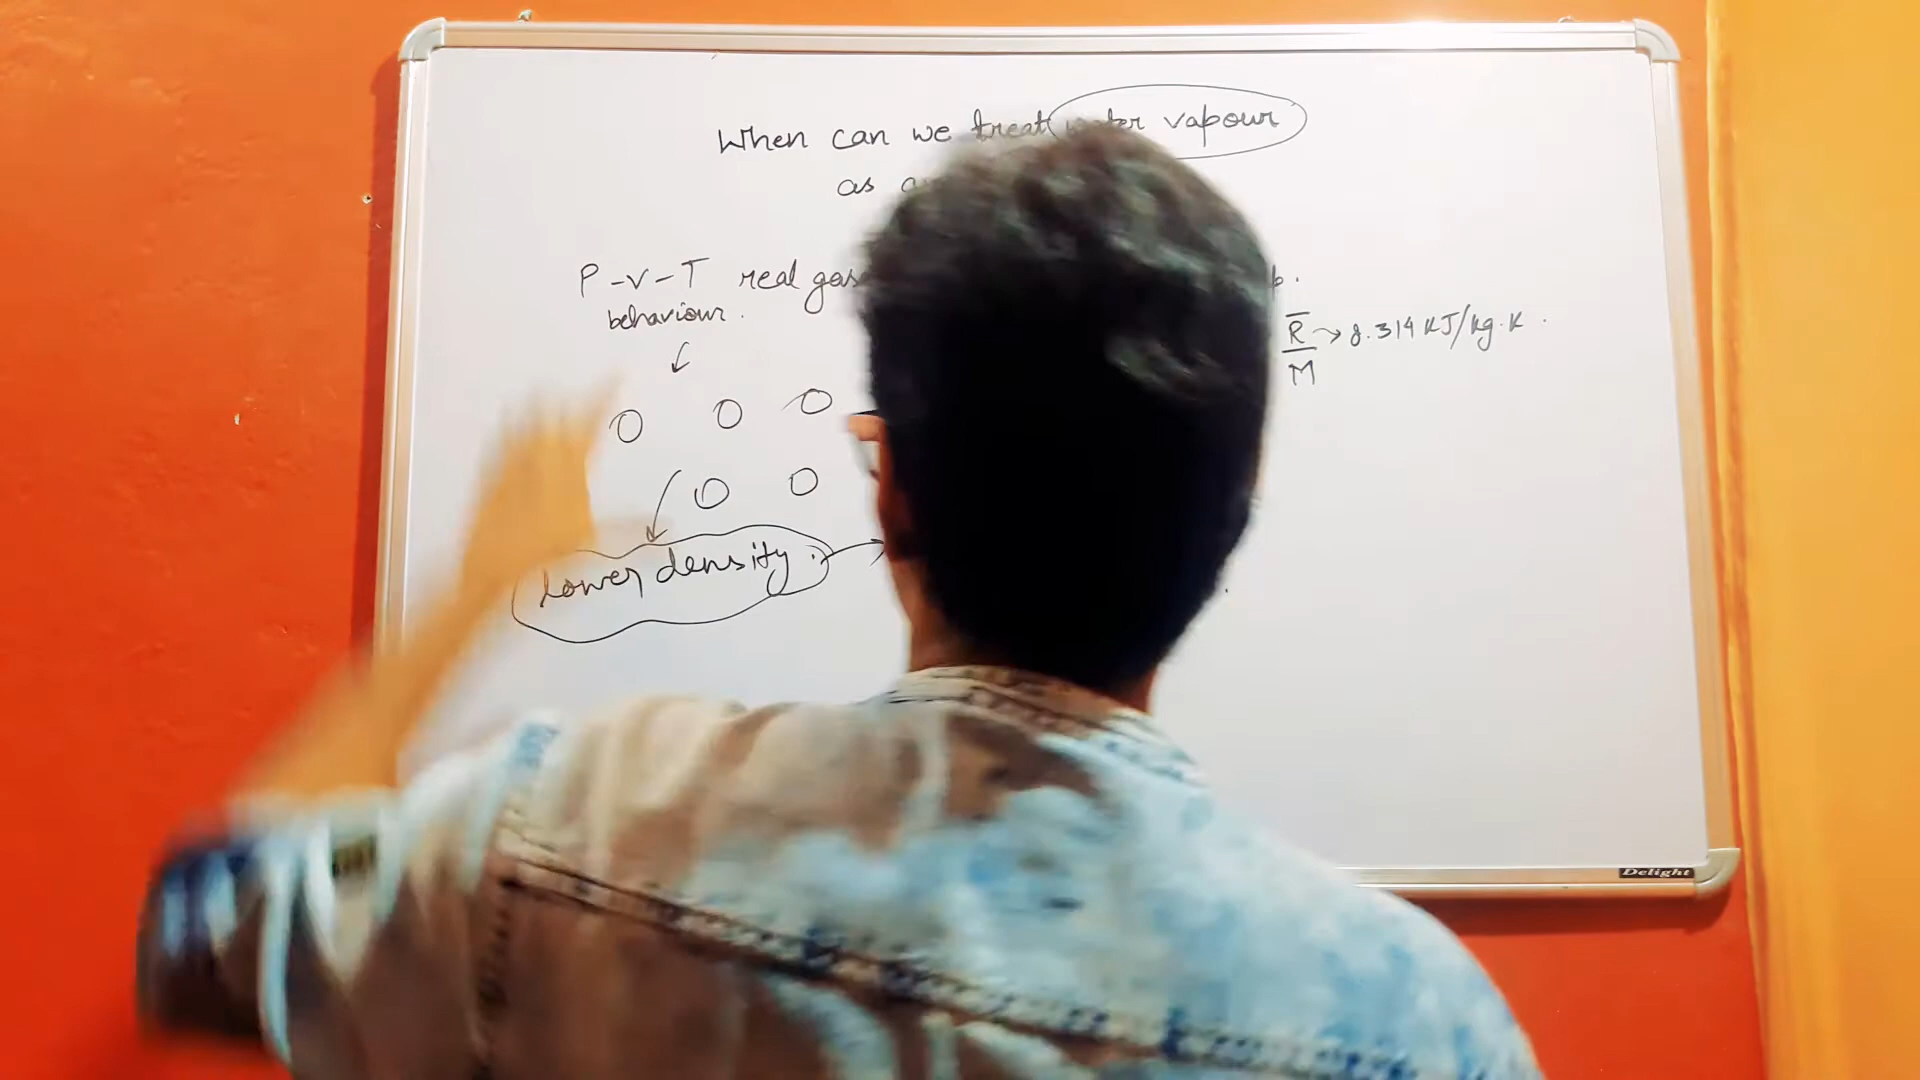 When can we treat water vapour
as
P-v-T real gas
behaviour.
b.
R̅ → 8.314 KJ/kg.K.
M
lower density.
Delight